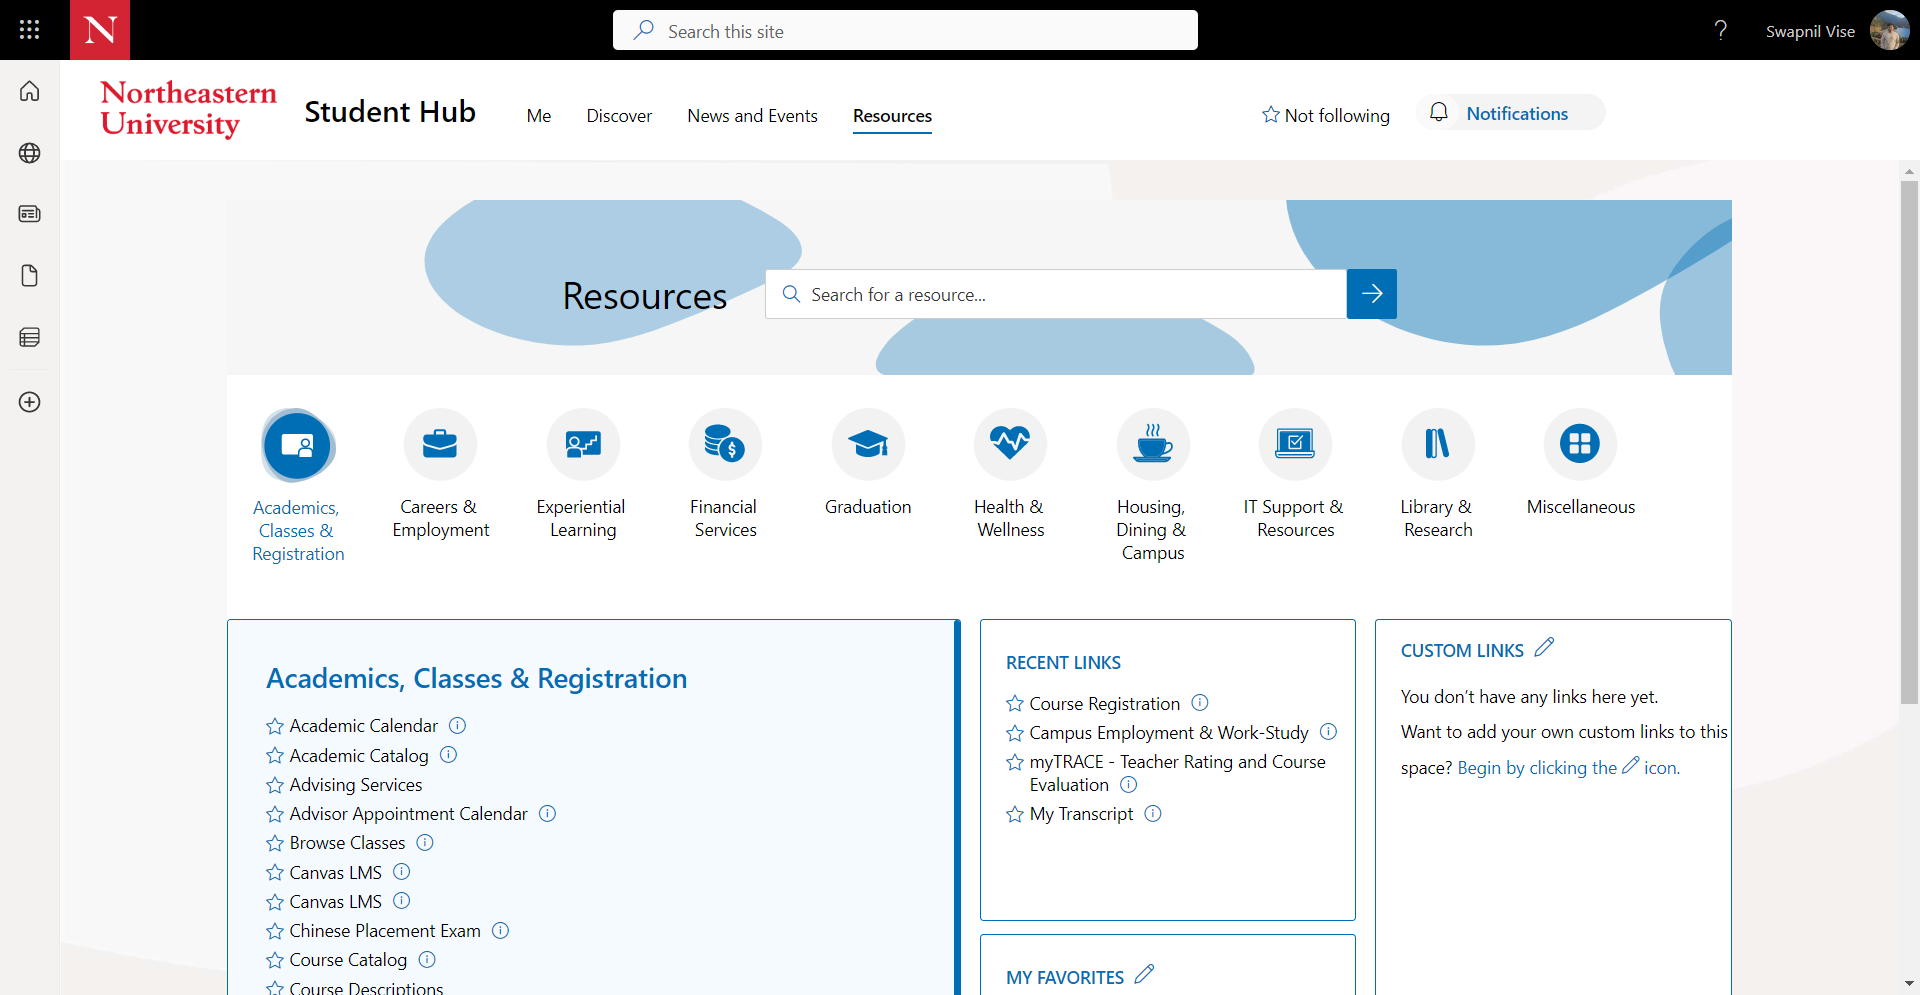 N
Search this site
?
Swapnil Vise
Northeastern
University
Student Hub
Me
Discover
News and Events
Resources
Not following
Notifications
Resources
Search for a resource...
Academics,
Classes &
Registration
Careers &
Employment
Experiential
Learning
Financial
Services
Graduation
Health &
Wellness
Housing,
Dining &
Campus
IT Support &
Resources
Library &
Research
Miscellaneous
Academics, Classes & Registration
Academic Calendar
Academic Catalog
Advising Services
Advisor Appointment Calendar
Browse Classes
Canvas LMS
Canvas LMS
Chinese Placement Exam
Course Catalog
Course Descriptions
RECENT LINKS
Course Registration
Campus Employment & Work-Study
myTRACE - Teacher Rating and Course
Evaluation
My Transcript
MY FAVORITES
CUSTOM LINKS
You don’t have any links here yet.
Want to add your own custom links to this
space? Begin by clicking the icon.